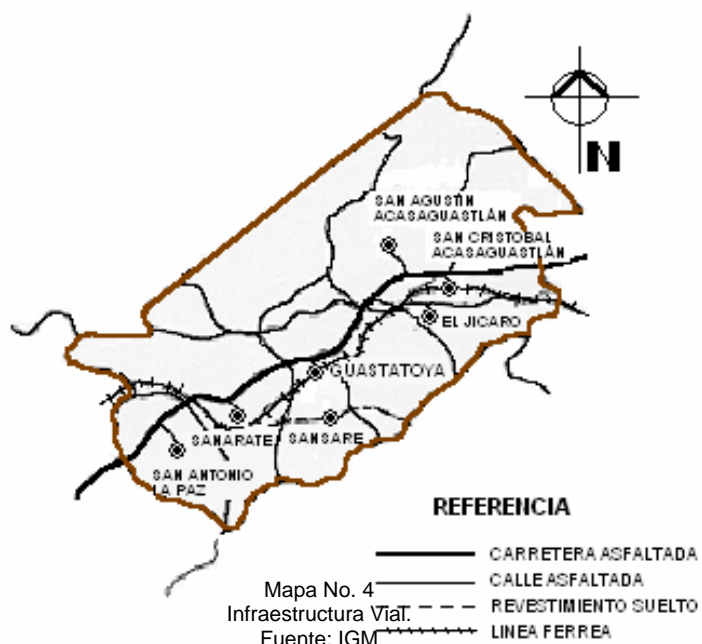 N
SAN AGUSTIN
ACASAGUASTLÁN
SAN CRISTOBAL
ACASAGUASTLÁN
EL JICARO
GUASTATOYA
SANARATE
SANSARE
SAN ANTONIO
LA PAZ
REFERENCIA
CARRETERA ASFALTADA
CALLE ASFALTADA
REVESTIMIENTO SUELTO
LINEA FERREA
Mapa No. 4
Infraestructura Vial.
Fuente: IGM